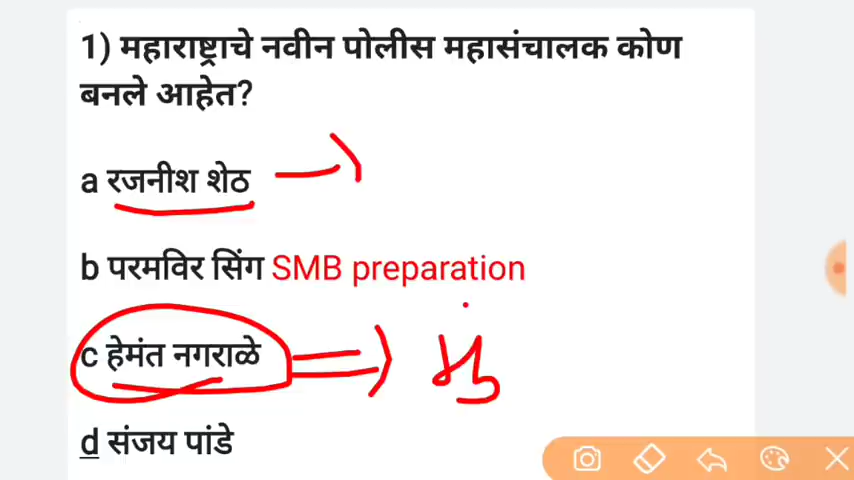 1) महाराष्ट्राचे नवीन पोलीस महासंचालक कोण
बनले आहेत?
a रजनीश शेठ
b परमविर सिंग SMB preparation
c हेमंत नगराळे
d संजय पांडे